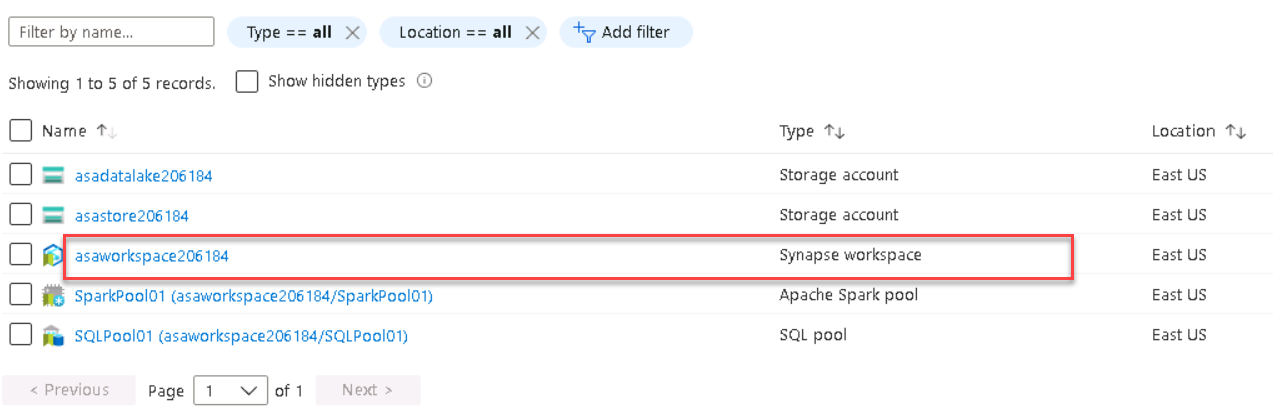 Filter by name...
Type == all
Location == all
Add filter
Showing 1 to 5 of 5 records.
Show hidden types
Name Type Location
asadatalake206184 Storage account East US
asastore206184 Storage account East US
asaworkspace206184 Synapse workspace East US
SparkPool01 (asaworkspace206184/SparkPool01) Apache Spark pool East US
SQLPool01 (asaworkspace206184/SQLPool01) SQL pool East US
< Previous Page 1 of 1 Next >